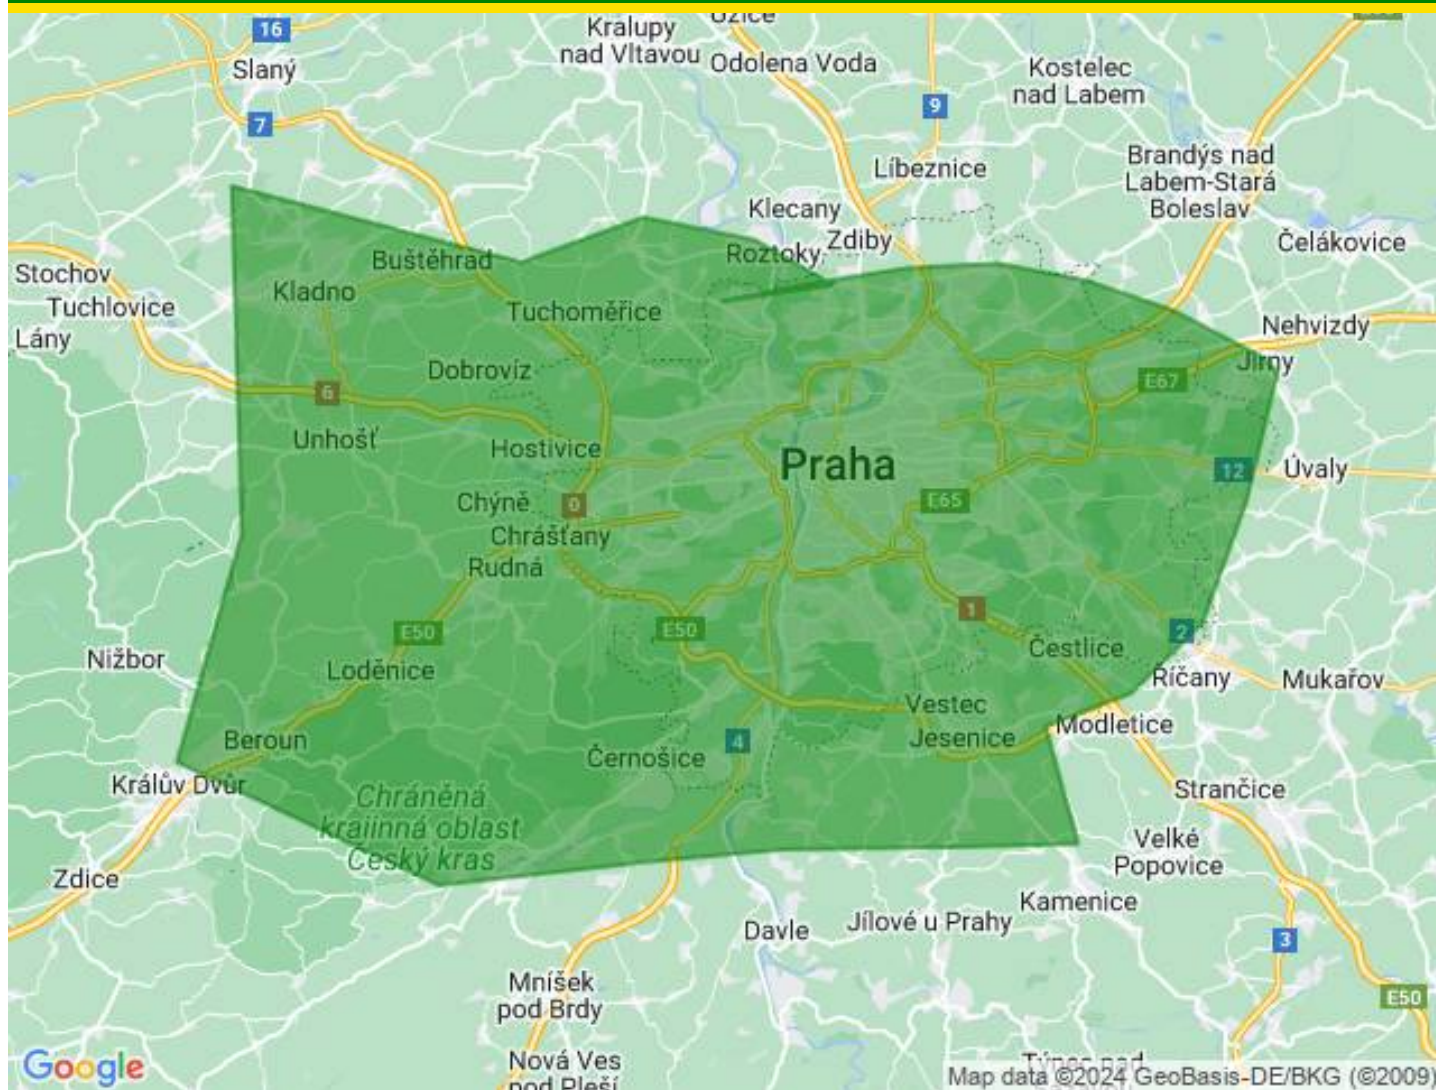 Úžice
16
Kralupy
nad Vltavou
Slaný
Odolena Voda
Kostelec
nad Labem
9
7
Líbeznice
Brandýs nad
Labem-Stará
Boleslav
Klecany
Zdiby
Roztoky
Čelákovice
Buštěhrad
Stochov
Kladno
Tuchlovice
Tuchoměřice
Lány
Nehvizdy
Jirny
Dobrovíz
E67
6
Unhošť
Hostivice
Praha
12
Úvaly
Chýně
0
E65
Chrášťany
Rudná
1
E50
E50
2
Čestlice
Nižbor
Loděnice
Říčany
Mukařov
Vestec
Modletice
Beroun
4
Jesenice
Černošice
Králův Dvůr
Strančice
Chráněná
krajinná oblast
Český kras
Velké
Popovice
Zdice
Kamenice
Davle
Jílové u Prahy
3
Mníšek
pod Brdy
E50
Google
Nová Ves
pod Pleší
Map data ©2024 GeoBasis-DE/BKG (©2009)